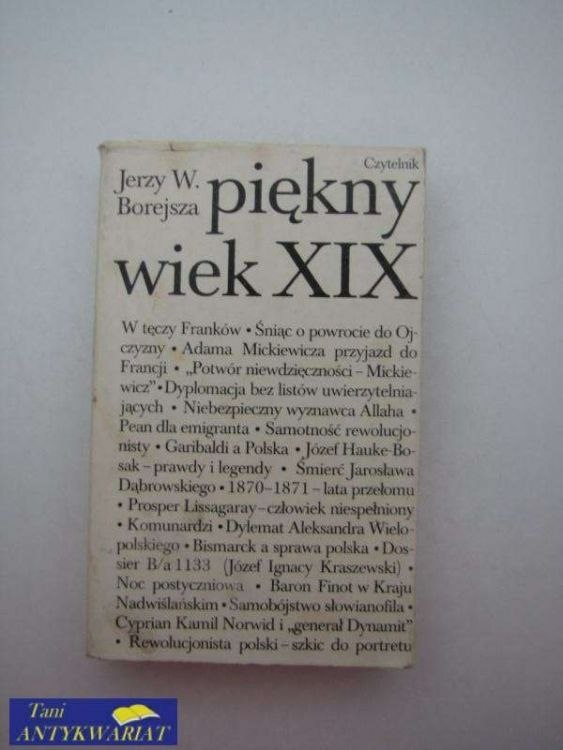 Czytelnik
Jerzy W.
Borejsza
piękny
wiek XIX
W tęczy Franków • Śniąc o powrocie do Oj-
czyzny • Adama Mickiewicza przyjazd do
Francji • „Potwór niewdzięczności – Mickie-
wicz” • Dyplomacja bez listów uwierzytelnia-
jących • Niebezpieczny wyznawca Allaha •
Pean dla emigranta • Samotność rewolucjo-
nisty • Garibaldi a Polska • Józef Hauke-Bo-
sak – prawdy i legendy • Śmierć Jarosława
Dąbrowskiego • 1870–1871 – lata przełomu
• Prosper Lissagaray – człowiek niespełniony
• Komunardzi • Dylemat Aleksandra Wielo-
polskiego • Bismarck a sprawa polska • Dos-
sier B/a 1133 (Józef Ignacy Kraszewski) •
Noc postyczniowa • Baron Finot w Kraju
Nadwiślańskim • Samobójstwo słowianofila •
Cyprian Kamil Norwid i „generał Dynamit”
• Rewolucjonista polski – szkic do portretu
Tani
ANTYKWARIAT